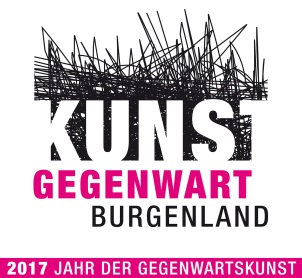 KUNST
GEGENWART
BURGENLAND
2017 JAHR DER GEGENWARTSKUNST